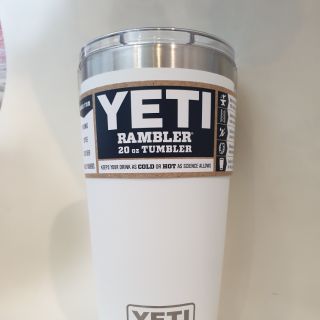 YETI
RAMBLER®
20 oz TUMBLER
KEEPS YOUR DRINK AS COLD OR HOT AS SCIENCE ALLOWS
YETI